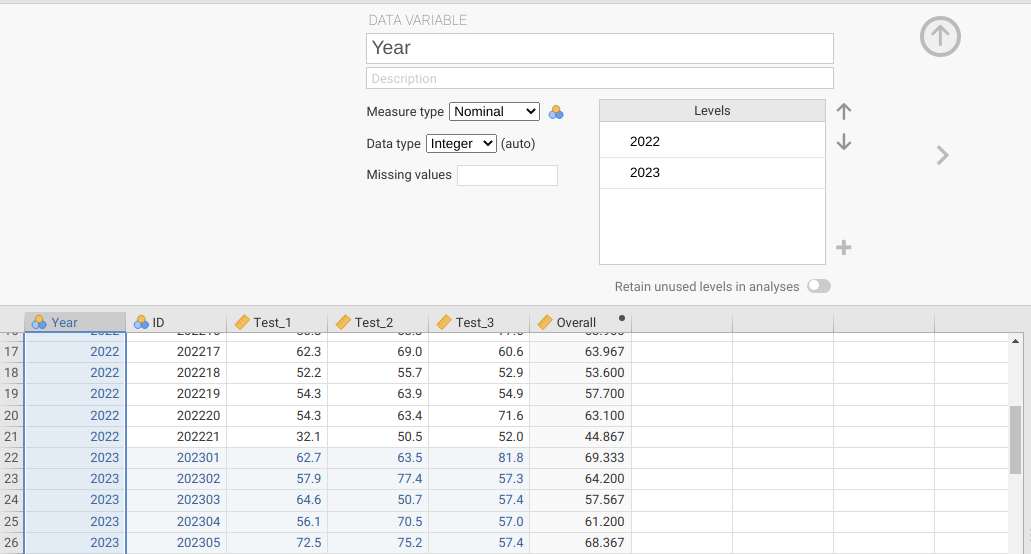 DATA VARIABLE
Year
Description
Measure type Nominal
Levels
Data type Integer (auto)
2022
Missing values
2023
Retain unused levels in analyses
Year ID Test_1 Test_2 Test_3 Overall
17 2022 202217 62.3 69.0 60.6 63.967
18 2022 202218 52.2 55.7 52.9 53.600
19 2022 202219 54.3 63.9 54.9 57.700
20 2022 202220 54.3 63.4 71.6 63.100
21 2022 202221 32.1 50.5 52.0 44.867
22 2023 202301 62.7 63.5 81.8 69.333
23 2023 202302 57.9 77.4 57.3 64.200
24 2023 202303 64.6 50.7 57.4 57.567
25 2023 202304 56.1 70.5 57.0 61.200
26 2023 202305 72.5 75.2 57.4 68.367